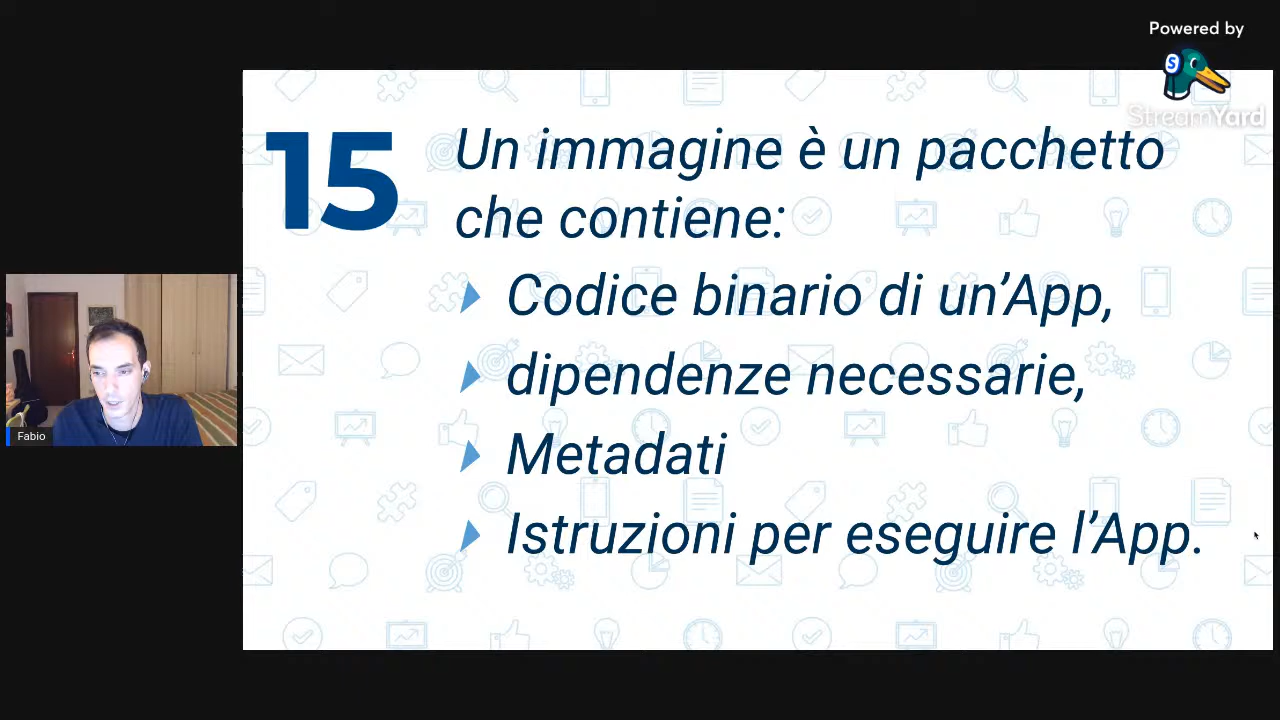 Powered by
StreamYard
15
Un immagine è un pacchetto
che contiene:
Codice binario di un’App,
dipendenze necessarie,
Metadati
Istruzioni per eseguire l’App.
Fabio